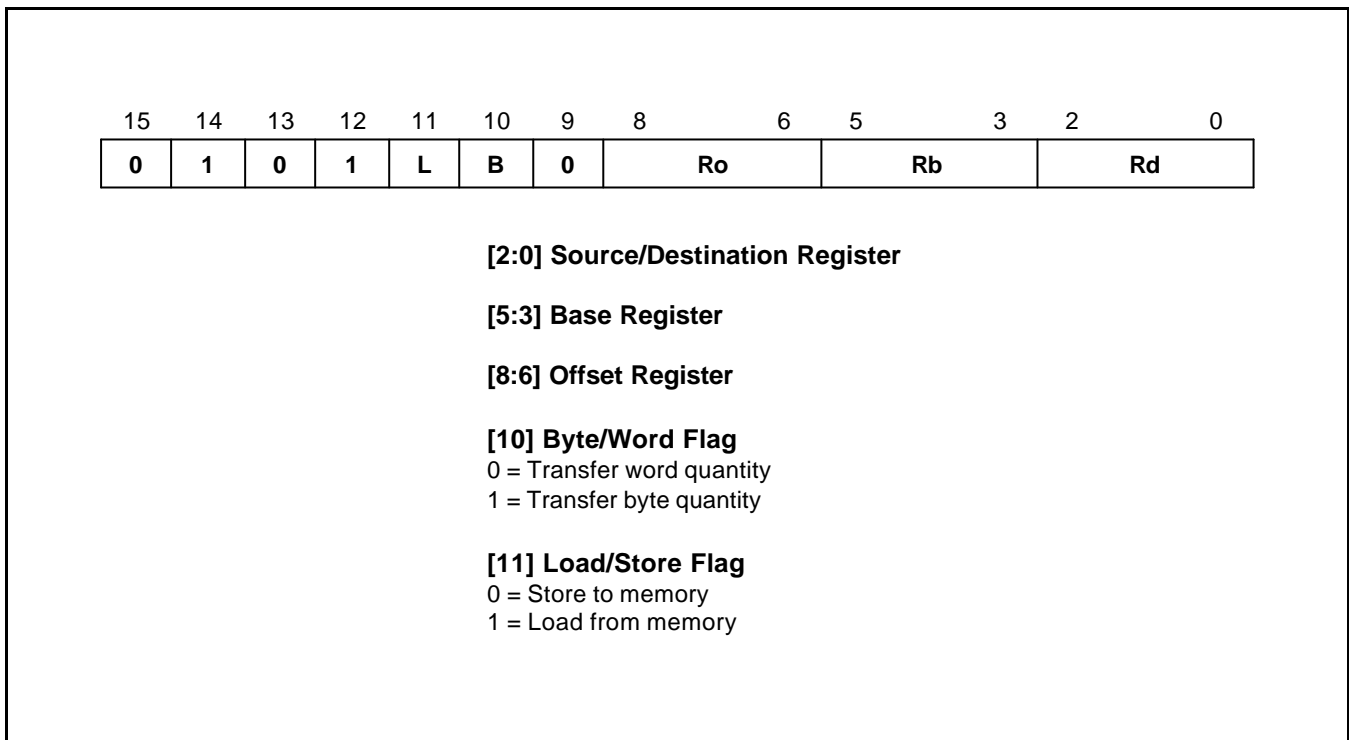 15 14 13 12 11 10 9 8 6 5 3 2 0
0 1 0 1 L B 0 Ro Rb Rd
[2:0] Source/Destination Register
[5:3] Base Register
[8:6] Offset Register
[10] Byte/Word Flag
0 = Transfer word quantity
1 = Transfer byte quantity
[11] Load/Store Flag
0 = Store to memory
1 = Load from memory